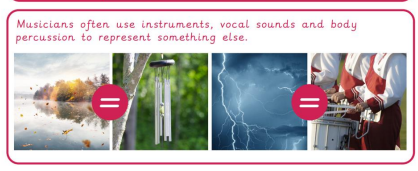 Musicians often use instruments, vocal sounds and body
percussion to represent something else.
=
=